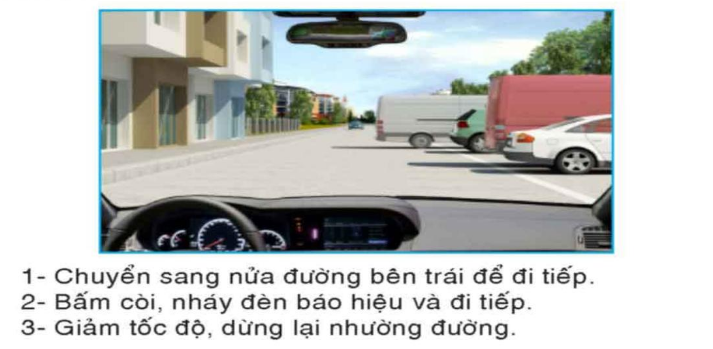 1- Chuyển sang nửa đường bên trái để đi tiếp.
2- Bấm còi, nháy đèn báo hiệu và đi tiếp.
3- Giảm tốc độ, dừng lại nhường đường.